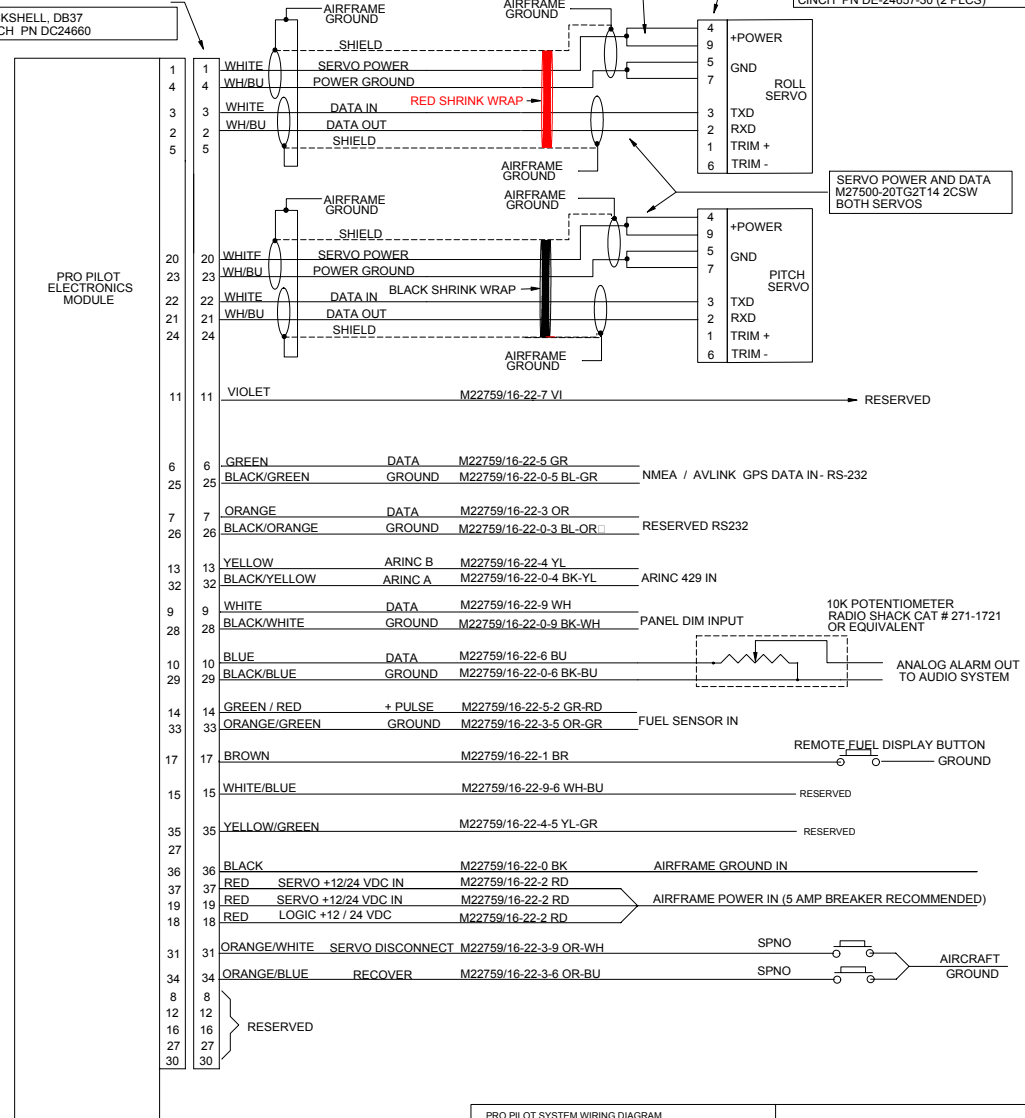 AIRFRAME GROUND
AIRFRAME GROUND
CINCH PN DE-24657-30 (2 PLCS)
KSHELL, DB37
CH PN DC24660
PRO PILOT ELECTRONICS MODULE
SHIELD
1 1 WHITE SERVO POWER
4 4 WH/BU POWER GROUND
RED SHRINK WRAP
3 3 WHITE DATA IN
2 2 WH/BU DATA OUT
5 5 SHIELD
AIRFRAME GROUND
4 +POWER
9
5 GND
7
ROLL SERVO
3 TXD
2 RXD
1 TRIM +
6 TRIM -
SERVO POWER AND DATA
M27500-20TG2T14 2CSW
BOTH SERVOS
AIRFRAME GROUND
AIRFRAME GROUND
SHIELD
20 20 WHITE SERVO POWER
23 23 WH/BU POWER GROUND
BLACK SHRINK WRAP
22 22 WHITE DATA IN
21 21 WH/BU DATA OUT
24 24 SHIELD
AIRFRAME GROUND
4 +POWER
9
5 GND
7
PITCH SERVO
3 TXD
2 RXD
1 TRIM +
6 TRIM -
11 11 VIOLET M22759/16-22-7 VI RESERVED
6 6 GREEN DATA M22759/16-22-5 GR
25 25 BLACK/GREEN GROUND M22759/16-22-0-5 BL-GR
NMEA / AVLINK GPS DATA IN- RS-232
7 7 ORANGE DATA M22759/16-22-3 OR
26 26 BLACK/ORANGE GROUND M22759/16-22-0-3 BL-OR□
RESERVED RS232
13 13 YELLOW ARINC B M22759/16-22-4 YL
32 32 BLACK/YELLOW ARINC A M22759/16-22-0-4 BK-YL
ARINC 429 IN
9 9 WHITE DATA M22759/16-22-9 WH
28 28 BLACK/WHITE GROUND M22759/16-22-0-9 BK-WH
PANEL DIM INPUT
10K POTENTIOMETER
RADIO SHACK CAT # 271-1721
OR EQUIVALENT
10 10 BLUE DATA M22759/16-22-6 BU
29 29 BLACK/BLUE GROUND M22759/16-22-0-6 BK-BU
ANALOG ALARM OUT
TO AUDIO SYSTEM
14 14 GREEN / RED + PULSE M22759/16-22-5-2 GR-RD
33 33 ORANGE/GREEN GROUND M22759/16-22-3-5 OR-GR
FUEL SENSOR IN
REMOTE FUEL DISPLAY BUTTON
17 17 BROWN M22759/16-22-1 BR GROUND
15 15 WHITE/BLUE M22759/16-22-9-6 WH-BU RESERVED
35 35 YELLOW/GREEN M22759/16-22-4-5 YL-GR RESERVED
27
36 36 BLACK M22759/16-22-0 BK AIRFRAME GROUND IN
37 37 RED SERVO +12/24 VDC IN M22759/16-22-2 RD
19 19 RED SERVO +12/24 VDC IN M22759/16-22-2 RD
AIRFRAME POWER IN (5 AMP BREAKER RECOMMENDED)
18 18 RED LOGIC +12 / 24 VDC M22759/16-22-2 RD
31 31 ORANGE/WHITE SERVO DISCONNECT M22759/16-22-3-9 OR-WH SPNO
34 34 ORANGE/BLUE RECOVER M22759/16-22-3-6 OR-BU SPNO
AIRCRAFT
GROUND
8 8
12 12
16 16
27 27
30 30
RESERVED
PRO PILOT SYSTEM WIRING DIAGRAM